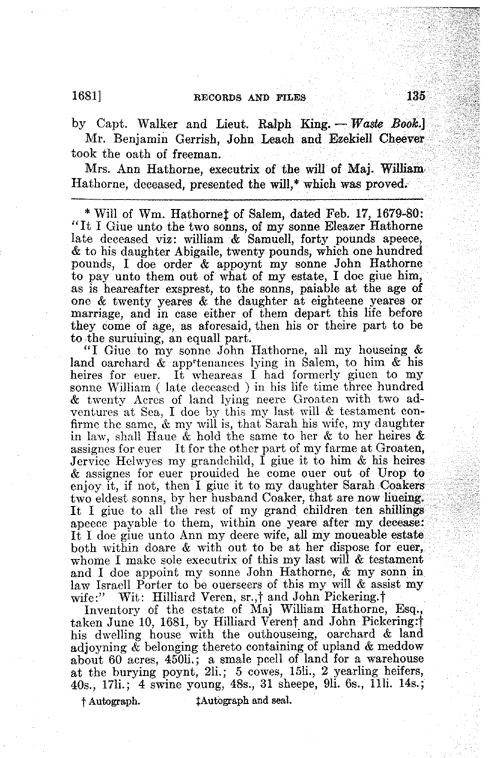 1681] RECORDS AND FILES 135
by Capt. Walker and Lieut. Ralph King. — Waste Book.]
Mr. Benjamin Gerrish, John Leach and Ezekiell Cheever
took the oath of freeman.
Mrs. Ann Hathorne, executrix of the will of Maj. William
Hathorne, deceased, presented the will,* which was proved.
* Will of Wm. Hathorne‡ of Salem, dated Feb. 17, 1679-80:
"It I Giue unto the two sonns, of my sonne Eleazer Hathorne
late deceased viz: william & Samuell, forty pounds apeece,
& to his daughter Abigaile, twenty pounds, which one hundred
pounds, I doe order & appoynt my sonne John Hathorne
to pay unto them out of what of my estate, I doe giue him,
as is heareafter exsprest, to the sonns, paiable at the age of
one & twenty yeares & the daughter at eighteene yeares or
marriage, and in case either of them depart this life before
they come of age, as aforesaid, then his or theire part to be
to the suruiuing, an equall part.
"I Giue to my sonne John Hathorne, all my houseing &
land oarchard & app'tenances lying in Salem, to him & his
heires for euer. It wheareas I had formerly giuen to my
sonne William ( late deceased ) in his life time three hundred
& twenty Acres of land lying neere Groaten with two ad-
ventures at Sea, I doe by this my last will & testament con-
firme the same, & my will is, that Sarah his wife, my daughter
in law, shall Haue & hold the same to her & to her heires &
assignes for euer It for the other part of my farme at Groaten,
Jervice Helwyes my grandchild, I giue it to him & his heires
& assignes for euer prouided he come ouer out of Urop to
enjoy it, if not, then I giue it to my daughter Sarah Coakers
two eldest sonns, by her husband Coaker, that are now liueing.
It I giue to all the rest of my grand children ten shillings
apeece payable to them, within one yeare after my decease:
It I doe giue unto Ann my deere wife, all my moueable estate
both within doare & with out to be at her dispose for euer,
whome I make sole executrix of this my last will & testament
and I doe appoint my sonne John Hathorne, & my sonn in
law Israell Porter to be ouerseers of this my will & assist my
wife:" Wit: Hilliard Veren, sr.,† and John Pickering.†
Inventory of the estate of Maj William Hathorne, Esq.,
taken June 10, 1681, by Hilliard Veren† and John Pickering:†
his dwelling house with the outhouseing, oarchard & land
adjoyning & belonging thereto containing of upland & meddow
about 60 acres, 450li.; a smale pcell of land for a warehouse
at the burying poynt, 2li.; 5 cowes, 15li., 2 yearling heifers,
40s., 17li.; 4 swine young, 48s., 31 sheepe, 9li. 6s., 11li. 14s.;
† Autograph. ‡Autograph and seal.